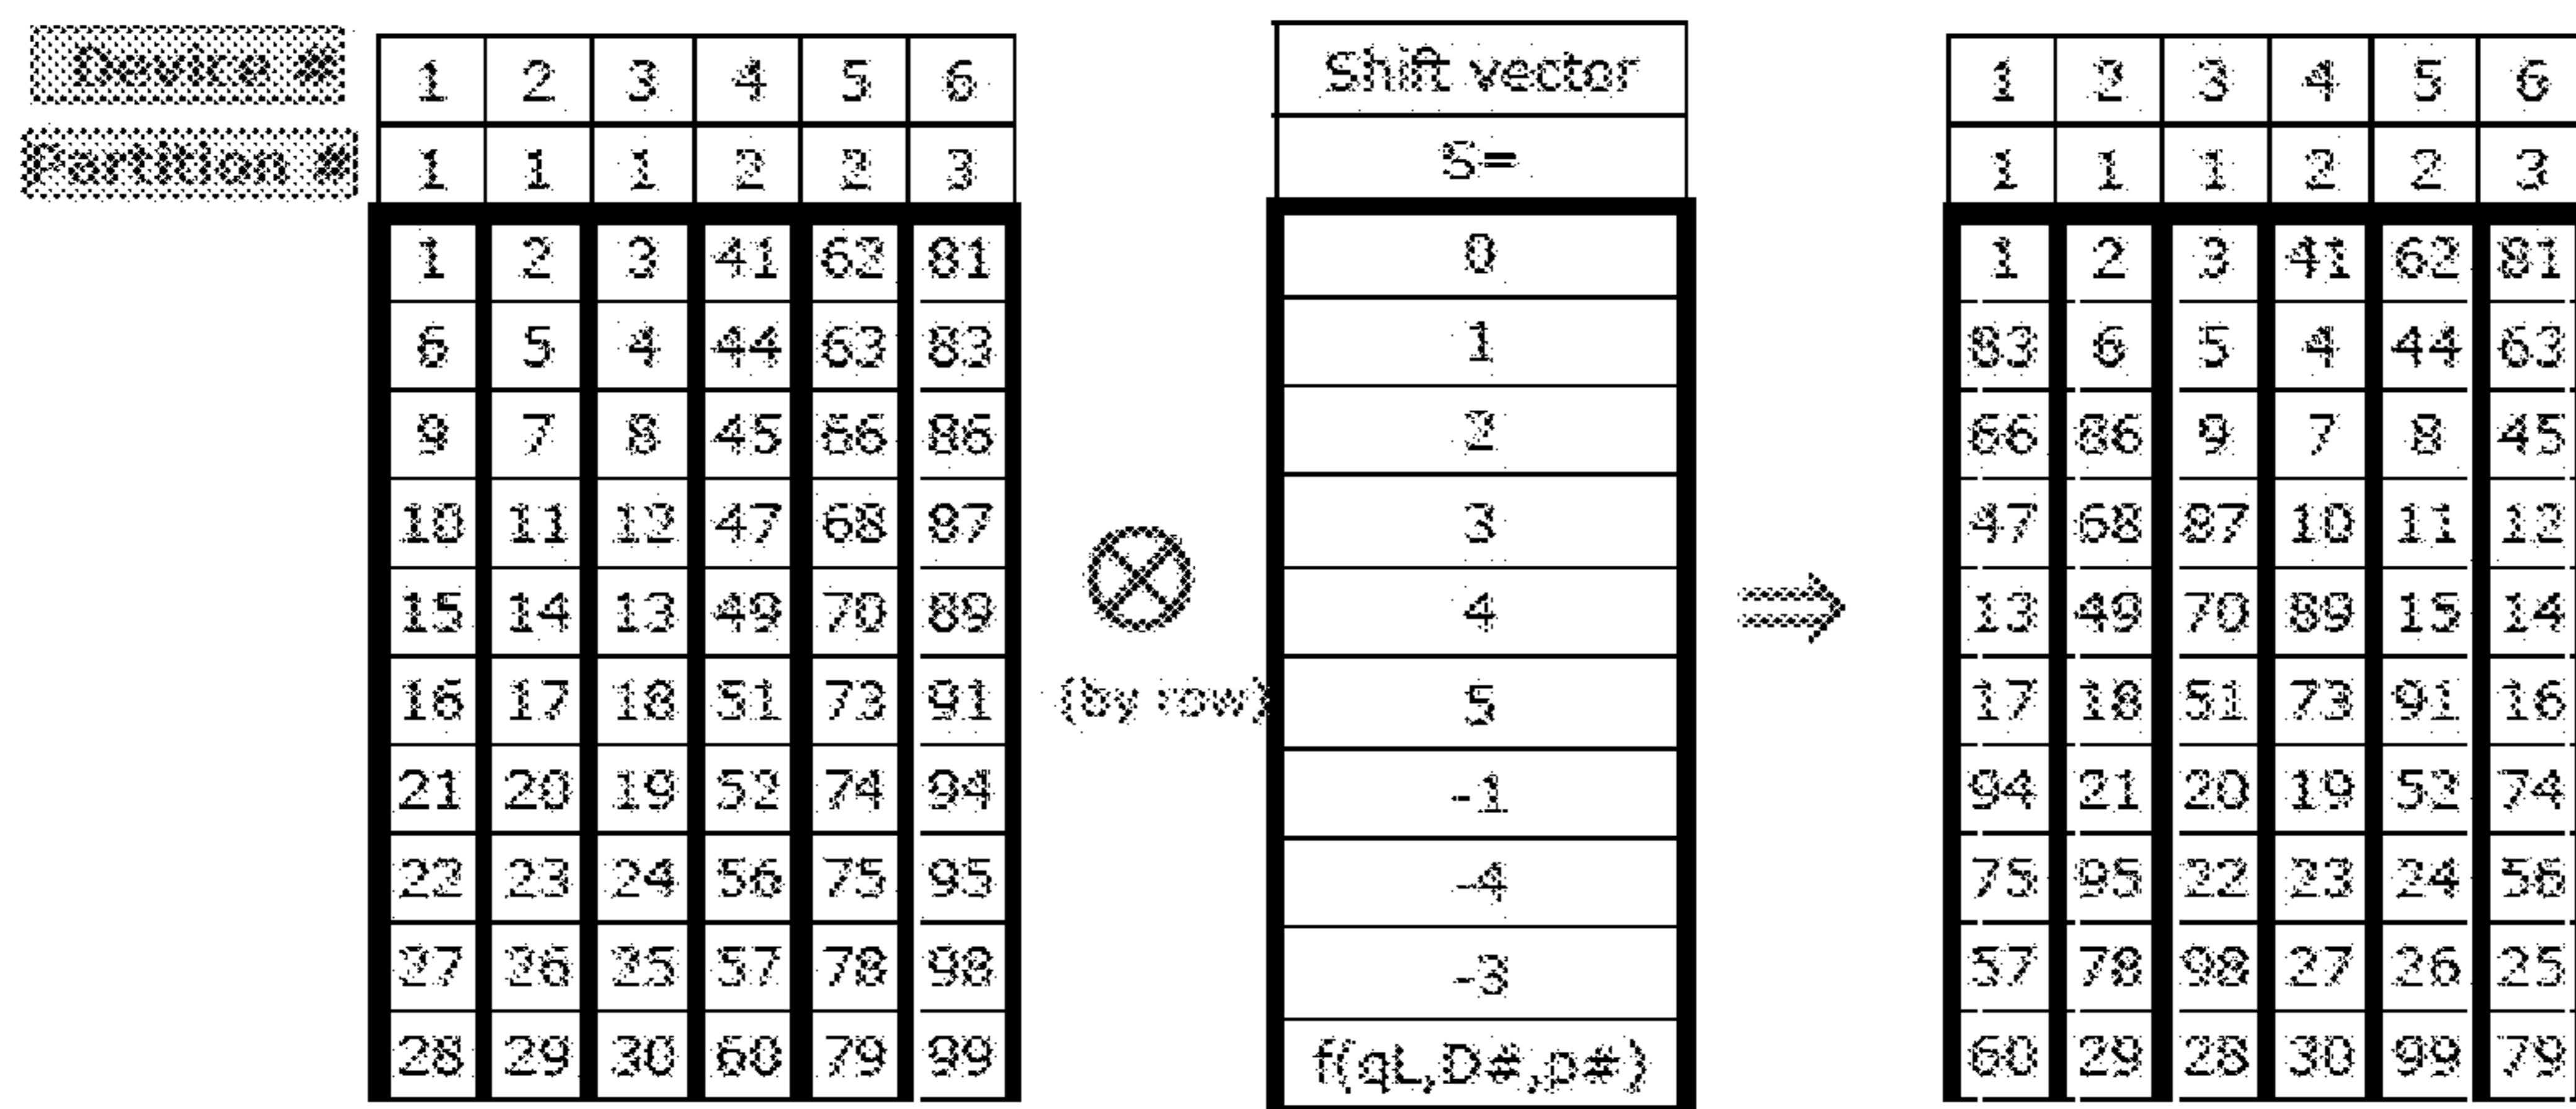 Device # 1 2 3 4 5 6 Shift vector 1 2 3 4 5 6
Partition # 1 1 1 2 2 3 S= 1 1 1 2 2 3
1 2 3 41 62 81 0 1 2 3 41 62 81
6 5 4 44 63 83 1 83 6 5 4 44 63
9 7 8 45 66 86 2 66 86 9 7 8 45
10 11 12 47 68 87 3 47 68 87 10 11 12
15 14 13 49 70 89 4 13 49 70 89 15 14
16 17 18 51 73 91 (by row) 5 17 18 51 73 91 16
21 20 19 52 74 94 -1 94 21 20 19 52 74
22 23 24 56 75 95 -4 75 95 22 23 24 56
27 26 25 57 78 98 -3 57 78 98 27 26 25
28 29 30 60 79 99 f(qL,D#,p#) 60 29 28 30 99 79